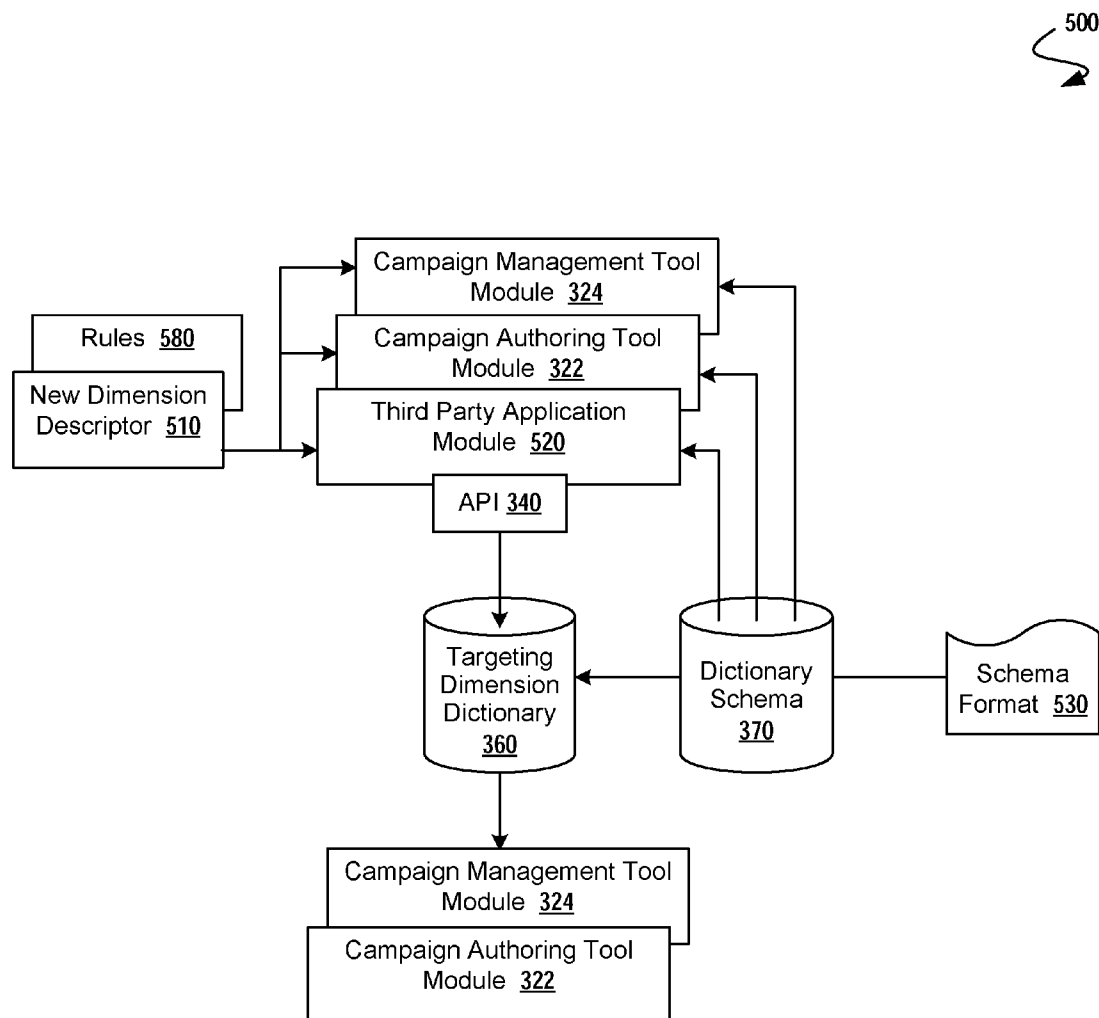 500
Campaign Management Tool
Module 324
Rules 580
Campaign Authoring Tool
Module 322
New Dimension
Descriptor 510
Third Party Application
Module 520
API 340
Targeting
Dimension
Dictionary
360
Dictionary
Schema
370
Schema
Format 530
Campaign Management Tool
Module 324
Campaign Authoring Tool
Module 322